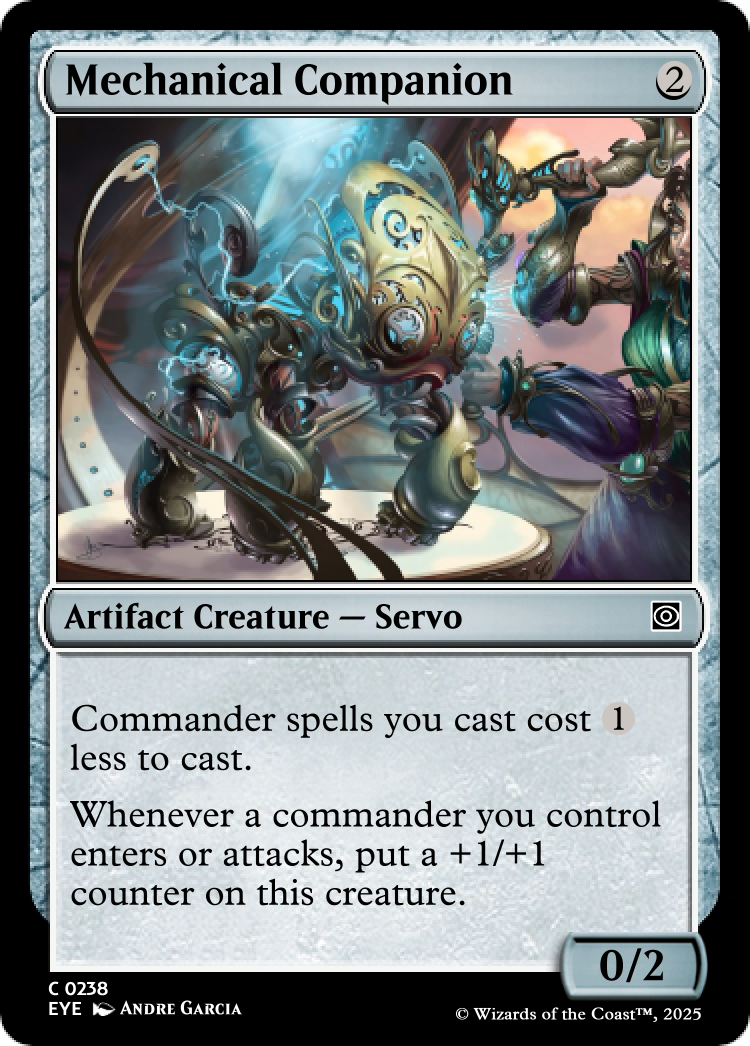 Mechanical Companion 2
Artifact Creature — Servo
Commander spells you cast cost 1
less to cast.
Whenever a commander you control
enters or attacks, put a +1/+1
counter on this creature.
0/2
C 0238
EYE ANDRE GARCIA
© Wizards of the Coast™, 2025